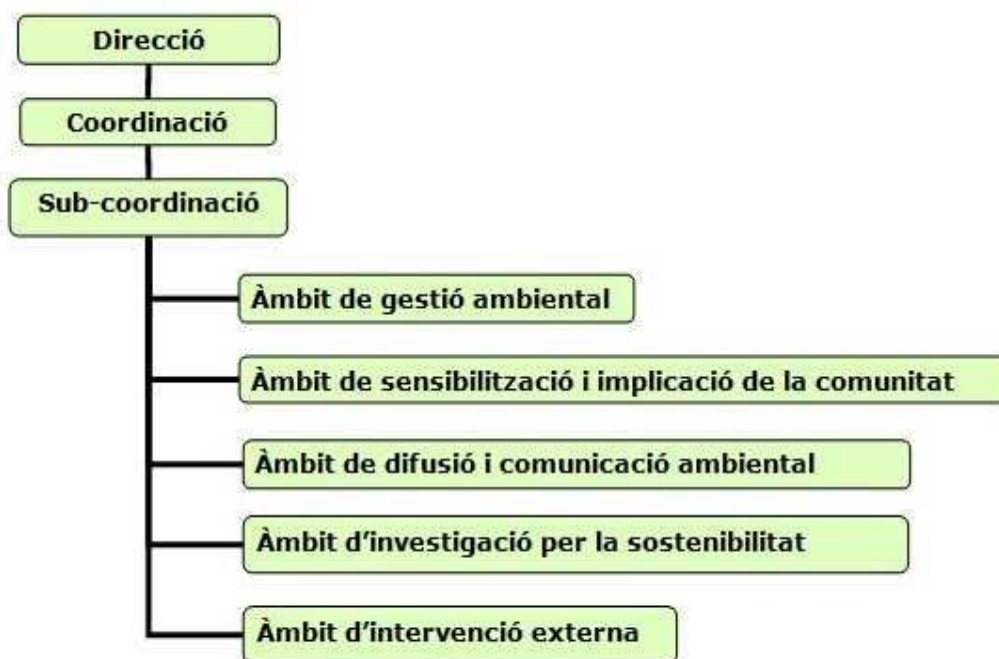 Direcció
Coordinació
Sub-coordinació
Àmbit de gestió ambiental
Àmbit de sensibilització i implicació de la comunitat
Àmbit de difusió i comunicació ambiental
Àmbit d’investigació per la sostenibilitat
Àmbit d’intervenció externa